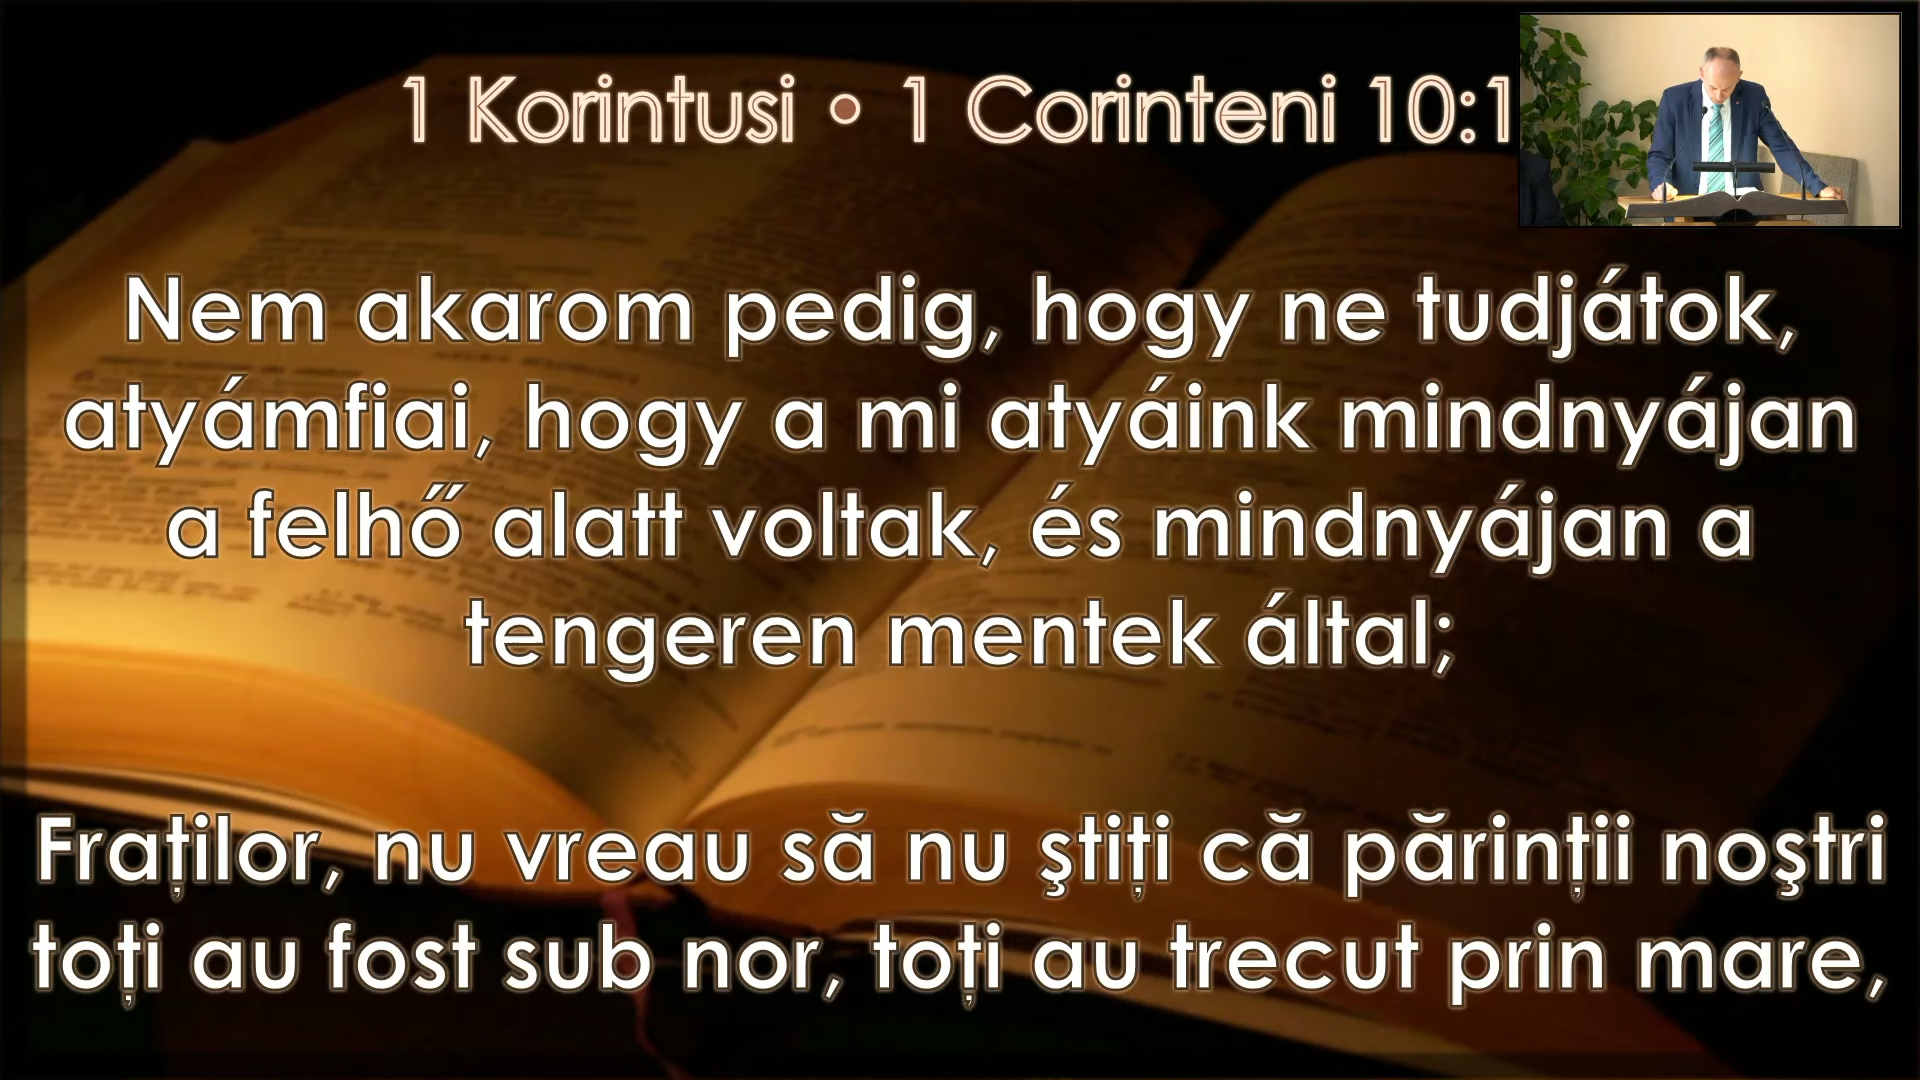 1 Korintusi • 1 Corinteni 10:1
Nem akarom pedig, hogy ne tudjátok,
atyámfiai, hogy a mi atyáink mindnyájan
a felhő alatt voltak, és mindnyájan a
tengeren mentek által;
Fraților, nu vreau să nu ştiți că părinții noştri
toți au fost sub nor, toți au trecut prin mare,